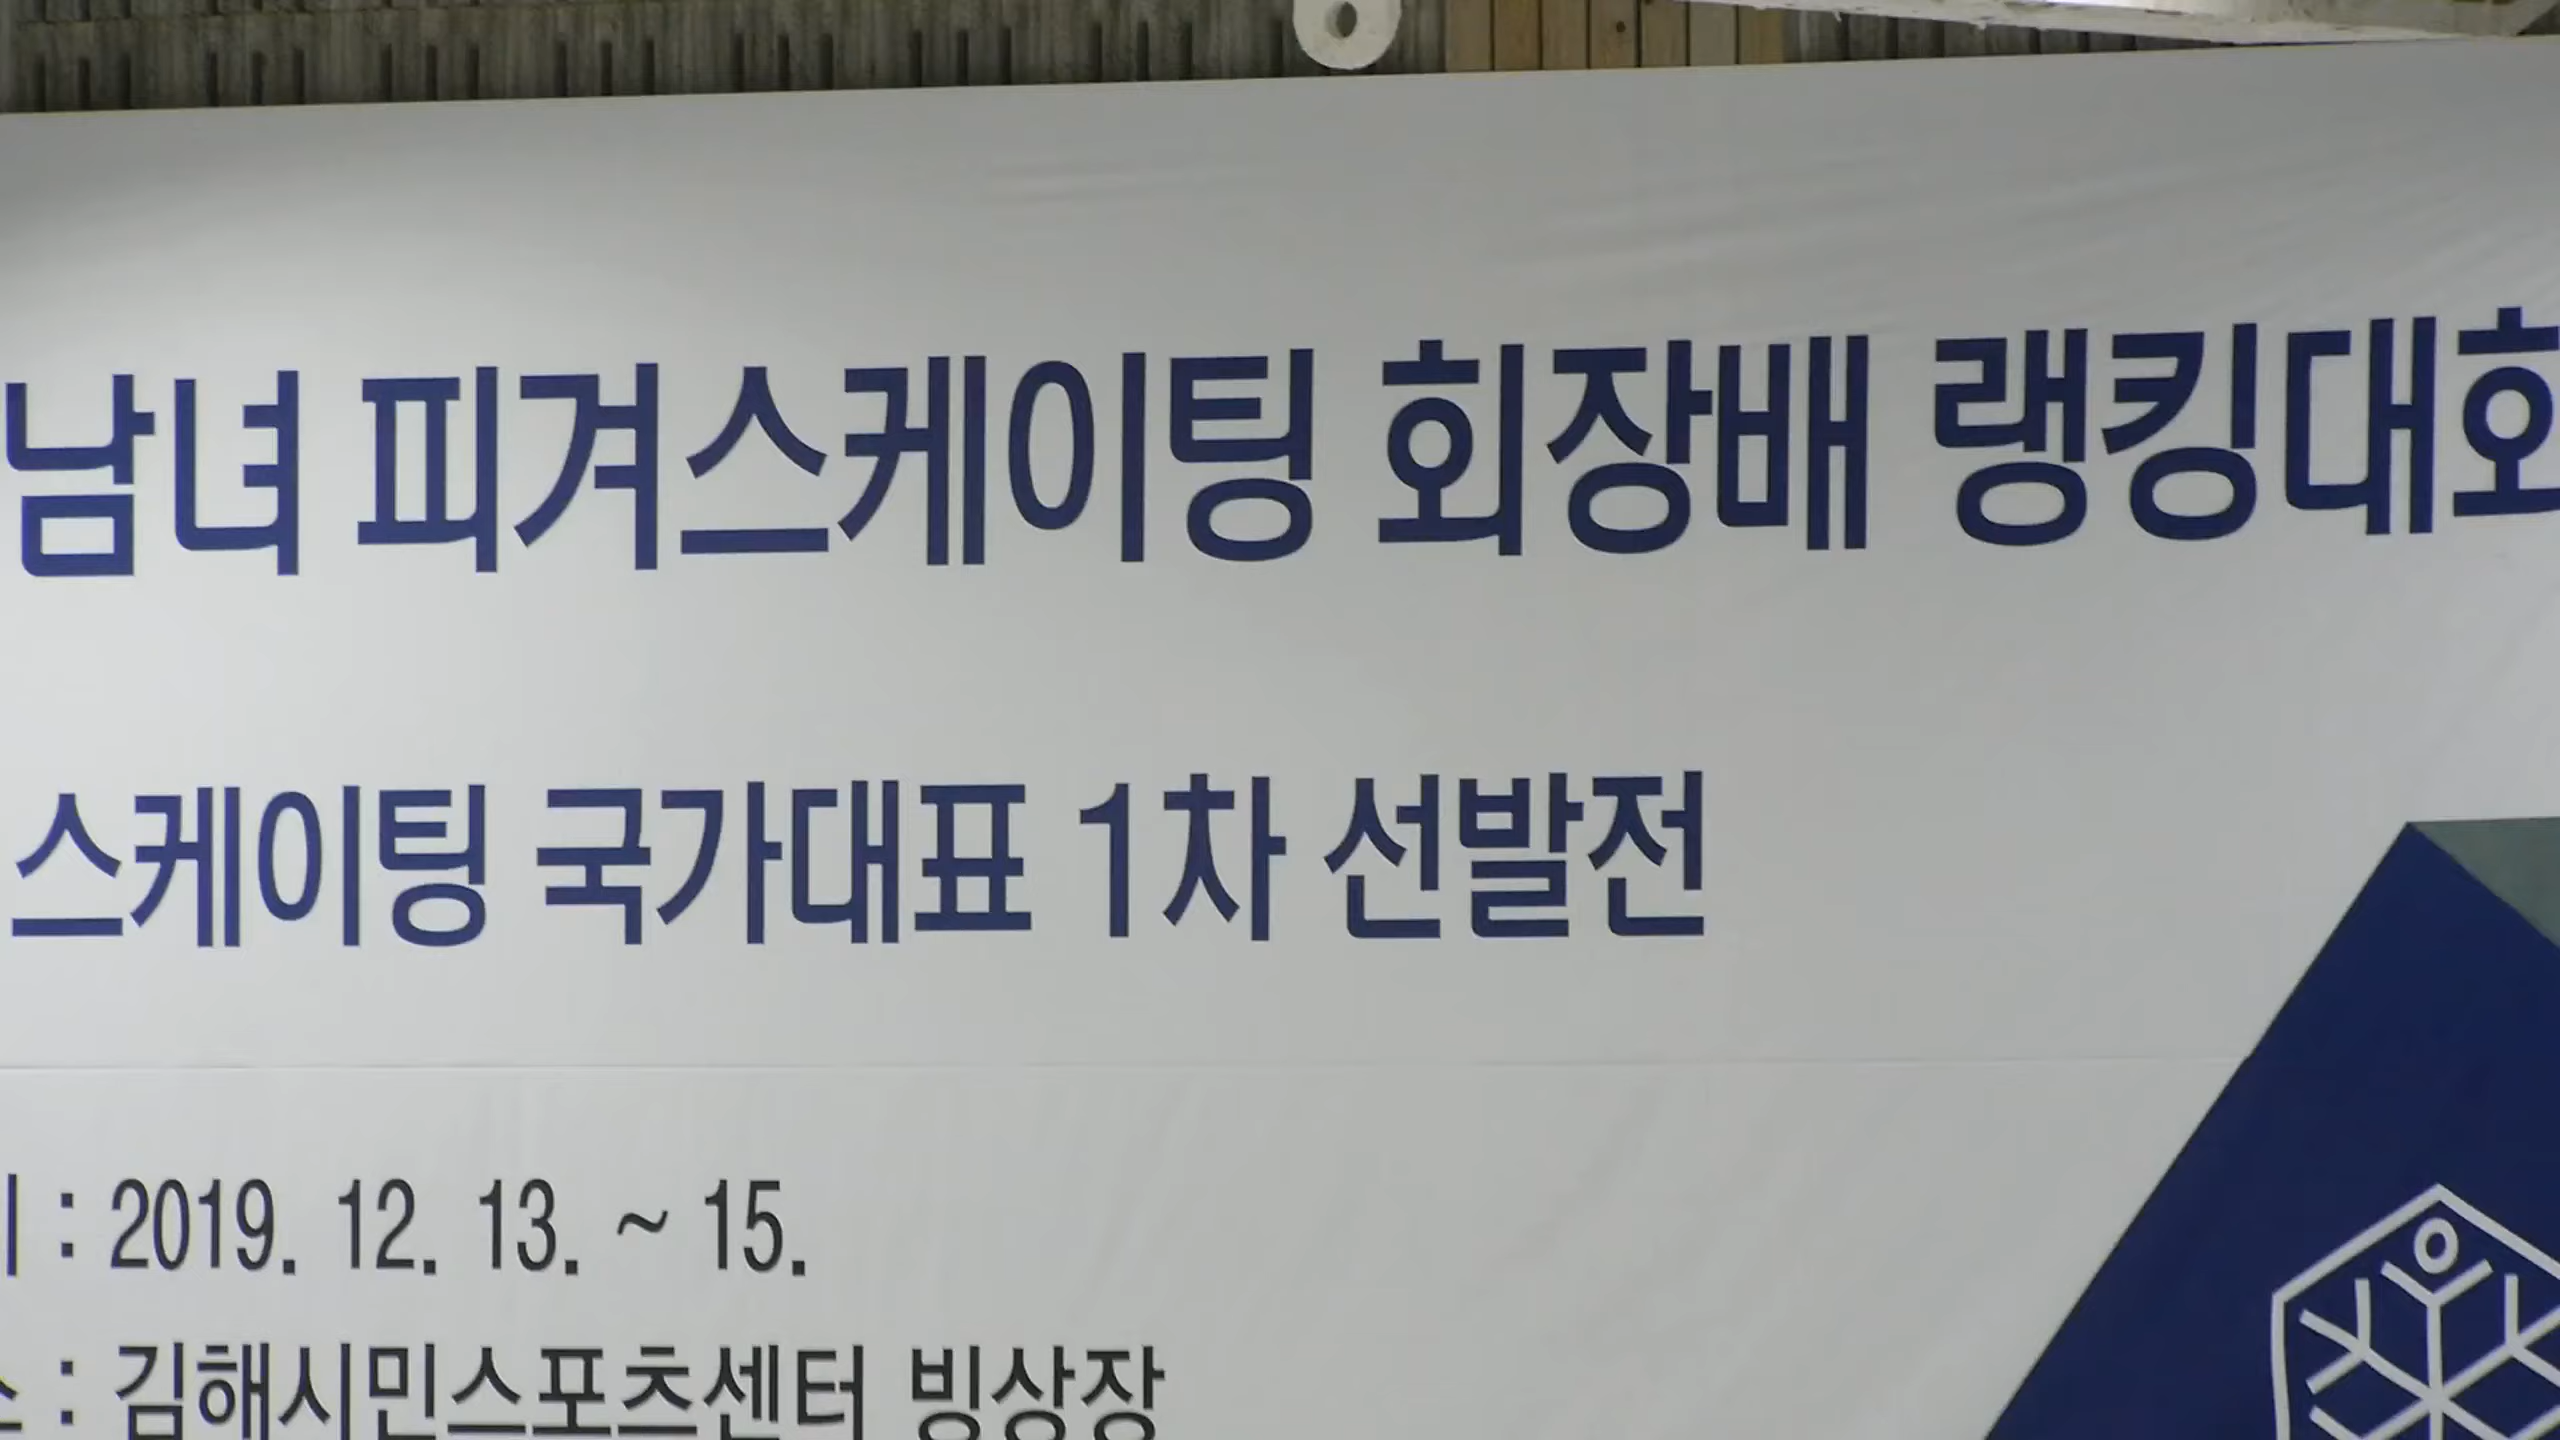 남녀 피겨스케이팅 회장배 랭킹대회
스케이팅 국가대표 1차 선발전
: 2019. 12. 13. ~ 15.
: 김해시민스포츠센터 빙상장